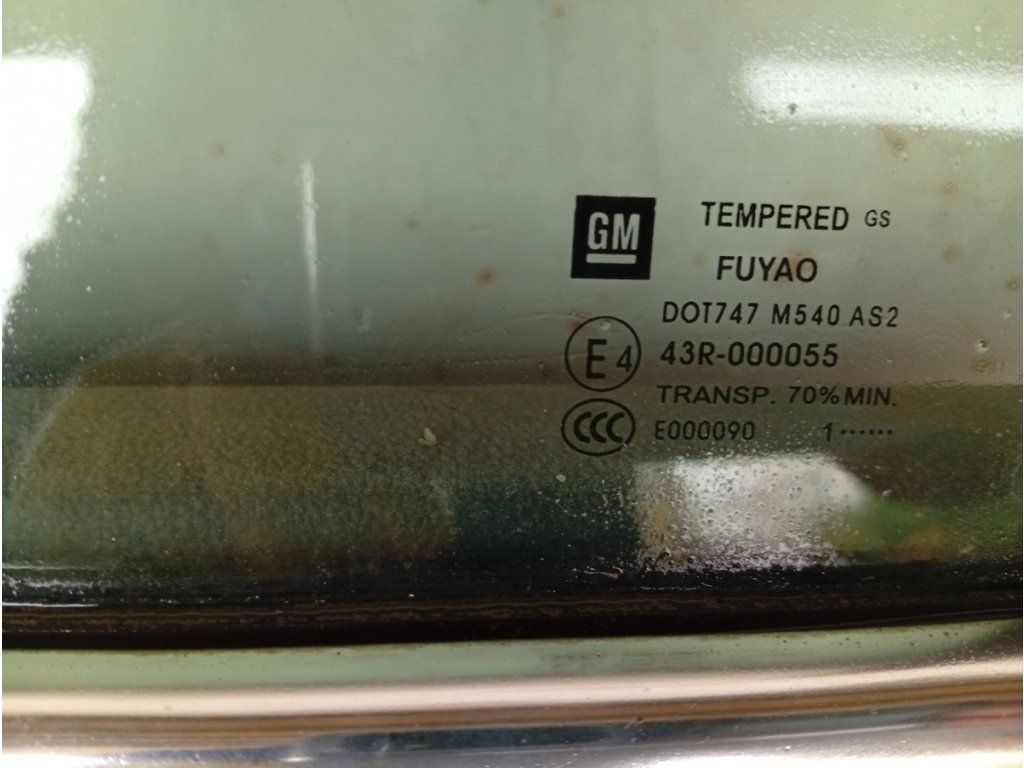 GM TEMPERED GS
FUYAO
DOT747 M540 AS2
E4 43R-000055
TRANSP. 70% MIN.
CCC E000090 1······